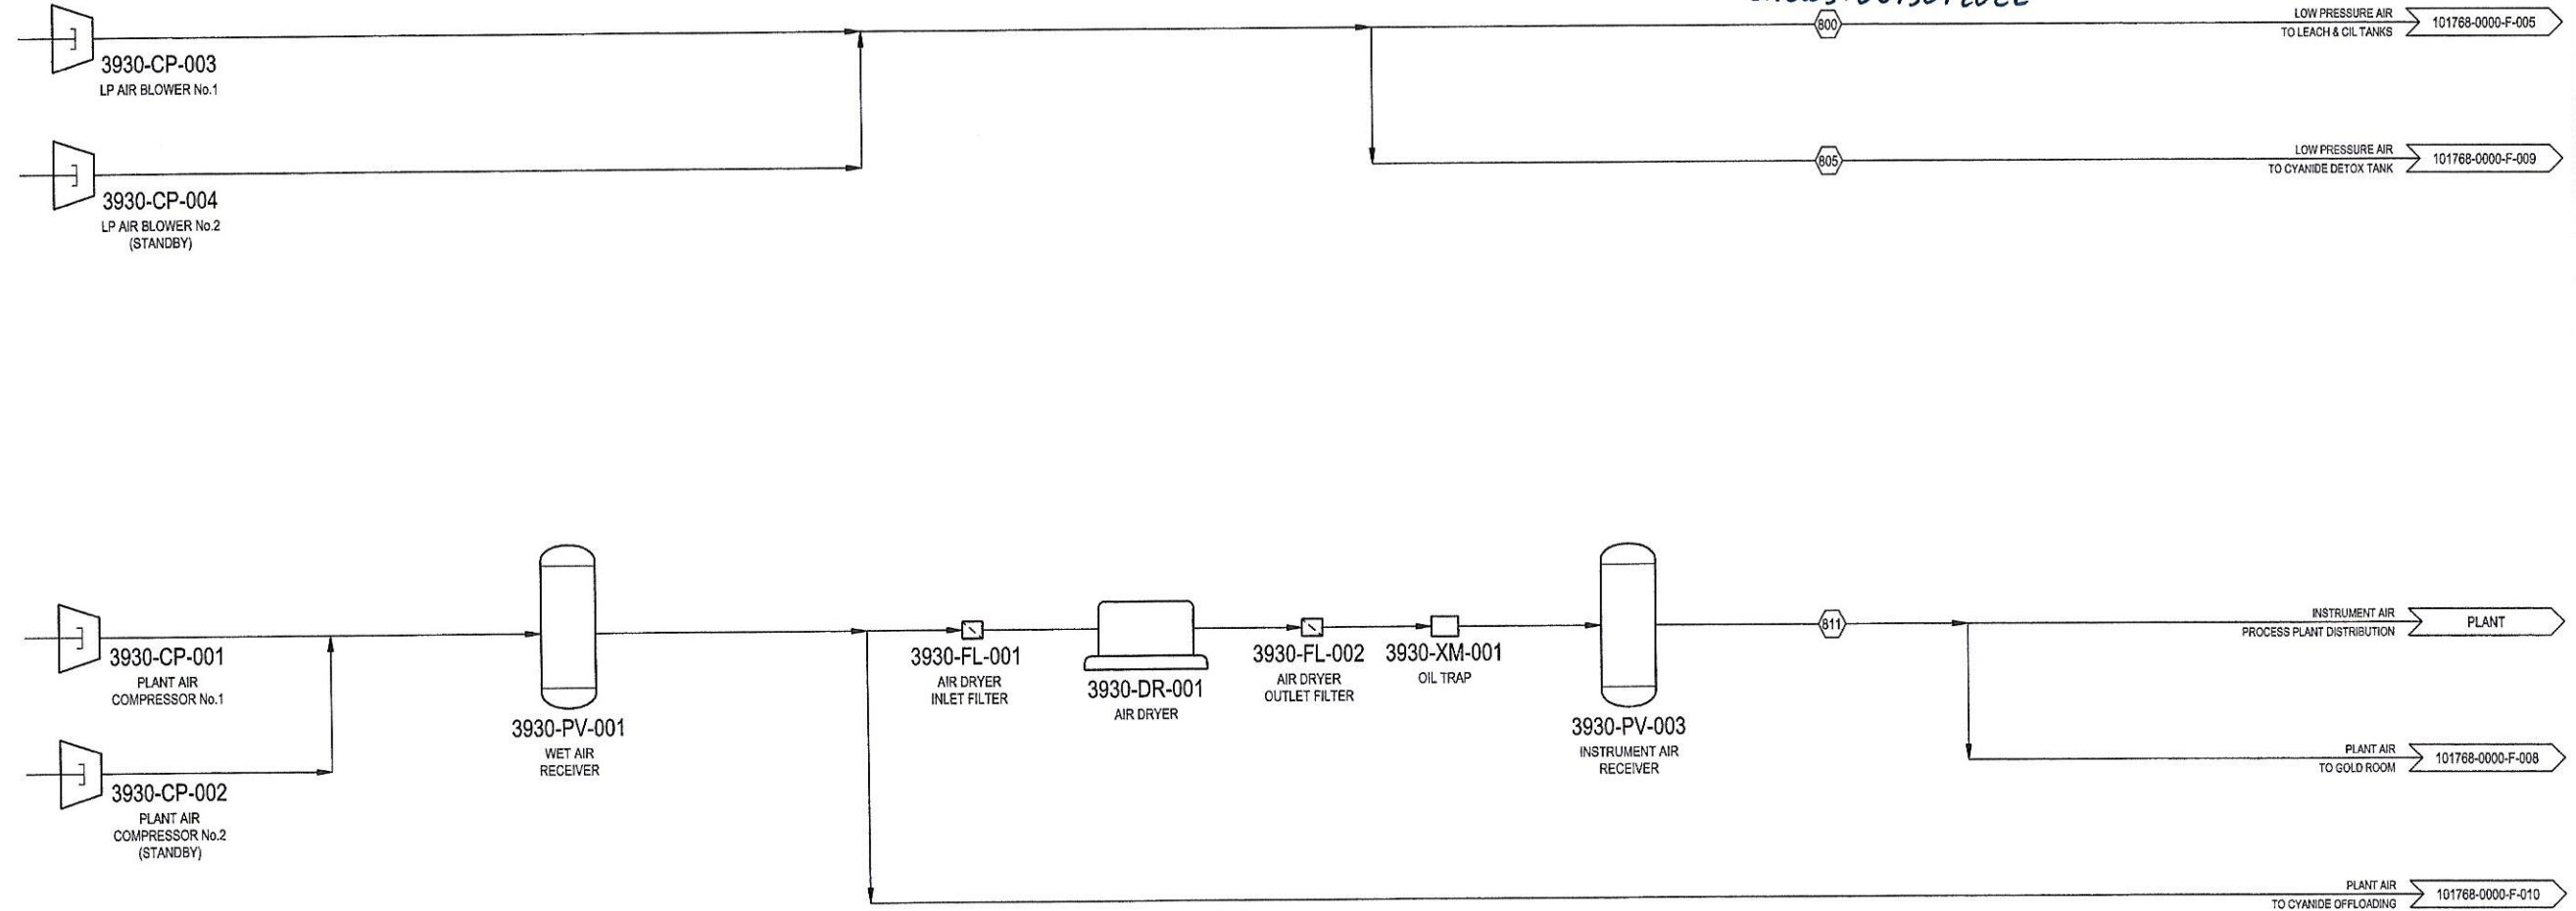 LOW PRESSURE AIR
TO LEACH & CIL TANKS
101768-0000-F-005
800
3930-CP-003
LP AIR BLOWER No.1
LOW PRESSURE AIR
TO CYANIDE DETOX TANK
101768-0000-F-009
805
3930-CP-004
LP AIR BLOWER No.2
(STANDBY)
3930-CP-001
PLANT AIR
COMPRESSOR No.1
3930-CP-002
PLANT AIR
COMPRESSOR No.2
(STANDBY)
3930-PV-001
WET AIR
RECEIVER
3930-FL-001
AIR DRYER
INLET FILTER
3930-DR-001
AIR DRYER
3930-FL-002
AIR DRYER
OUTLET FILTER
3930-XM-001
OIL TRAP
3930-PV-003
INSTRUMENT AIR
RECEIVER
811
INSTRUMENT AIR
PROCESS PLANT DISTRIBUTION
PLANT
PLANT AIR
TO GOLD ROOM
101768-0000-F-008
PLANT AIR
TO CYANIDE OFFLOADING
101768-0000-F-010